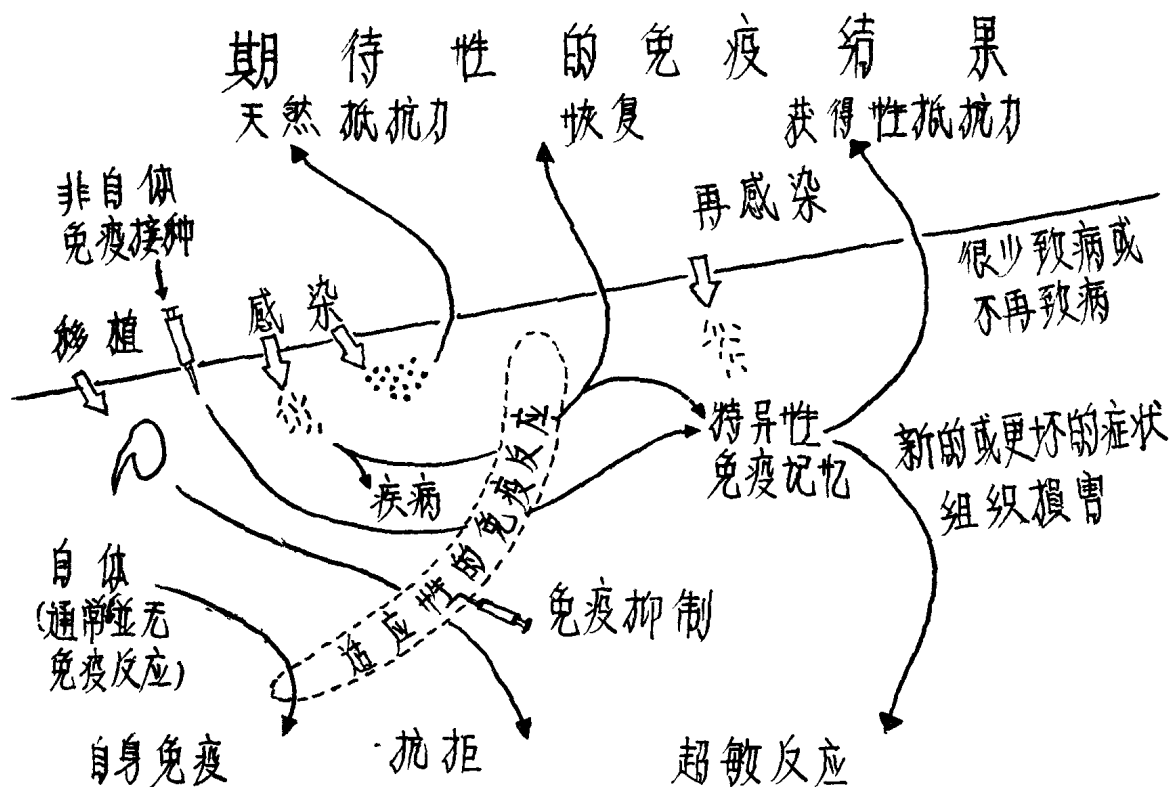 期待性的免疫结果
天然抵抗力
恢复
获得性抵抗力
非自体
免疫接种
再感染
很少致病或
不再致病
移植
感染
特异性
免疫记忆
新的或更坏的症状
组织損害
疾病
适应性的免疫反应
自体
(通常並无
免疫反应)
免疫抑制
自身免疫
抗拒
超敏反应